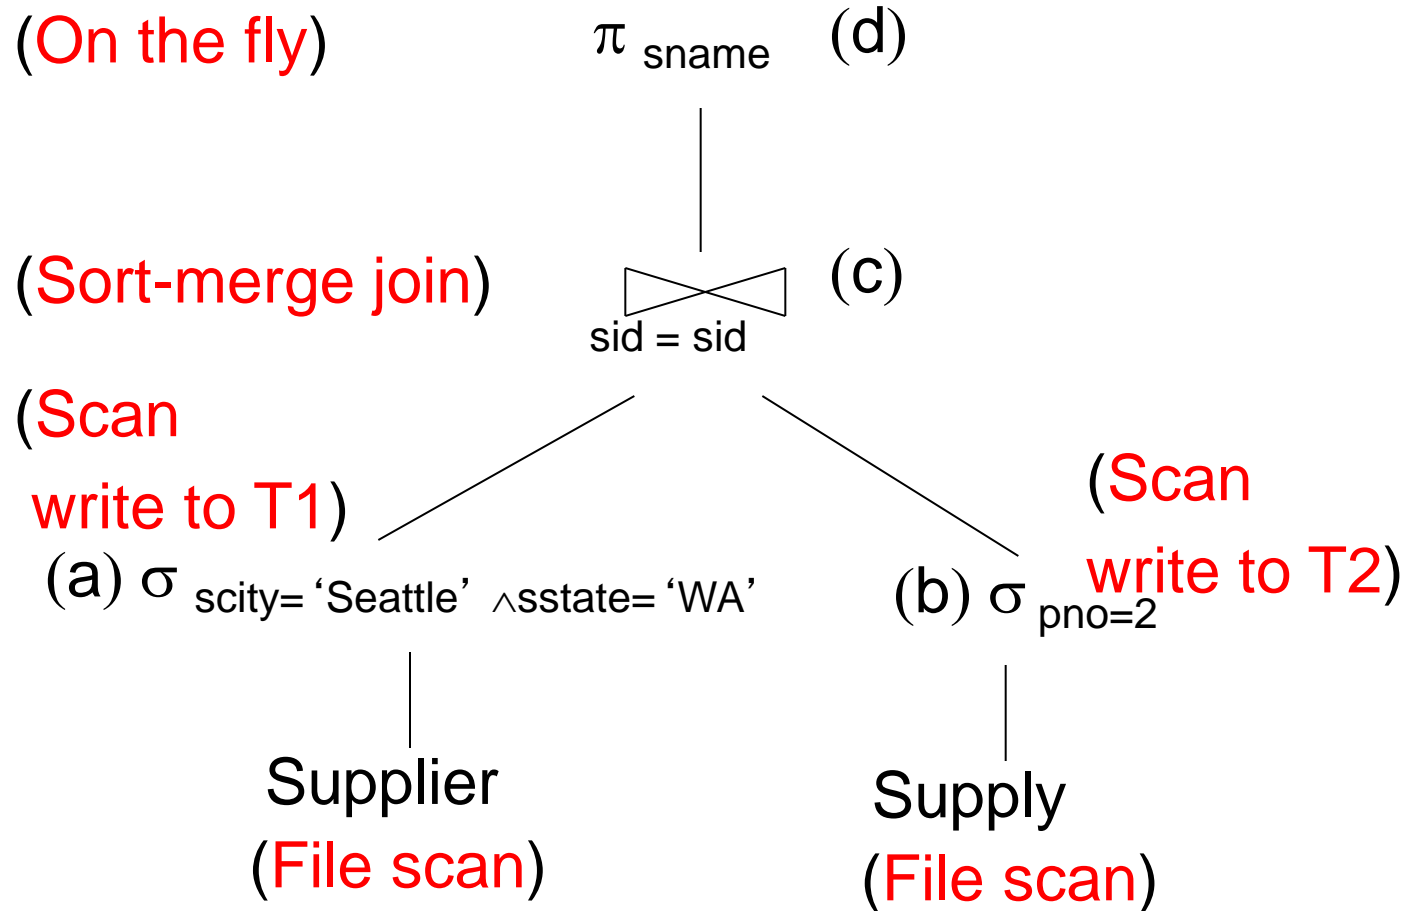 (On the fly) π sname (d)
(Sort-merge join) (c)
sid = sid
(Scan
write to T1)
(Scan
write to T2)
(a) σ scity= ‘Seattle’ ∧sstate= ‘WA’
(b) σ pno=2
Supplier
(File scan)
Supply
(File scan)